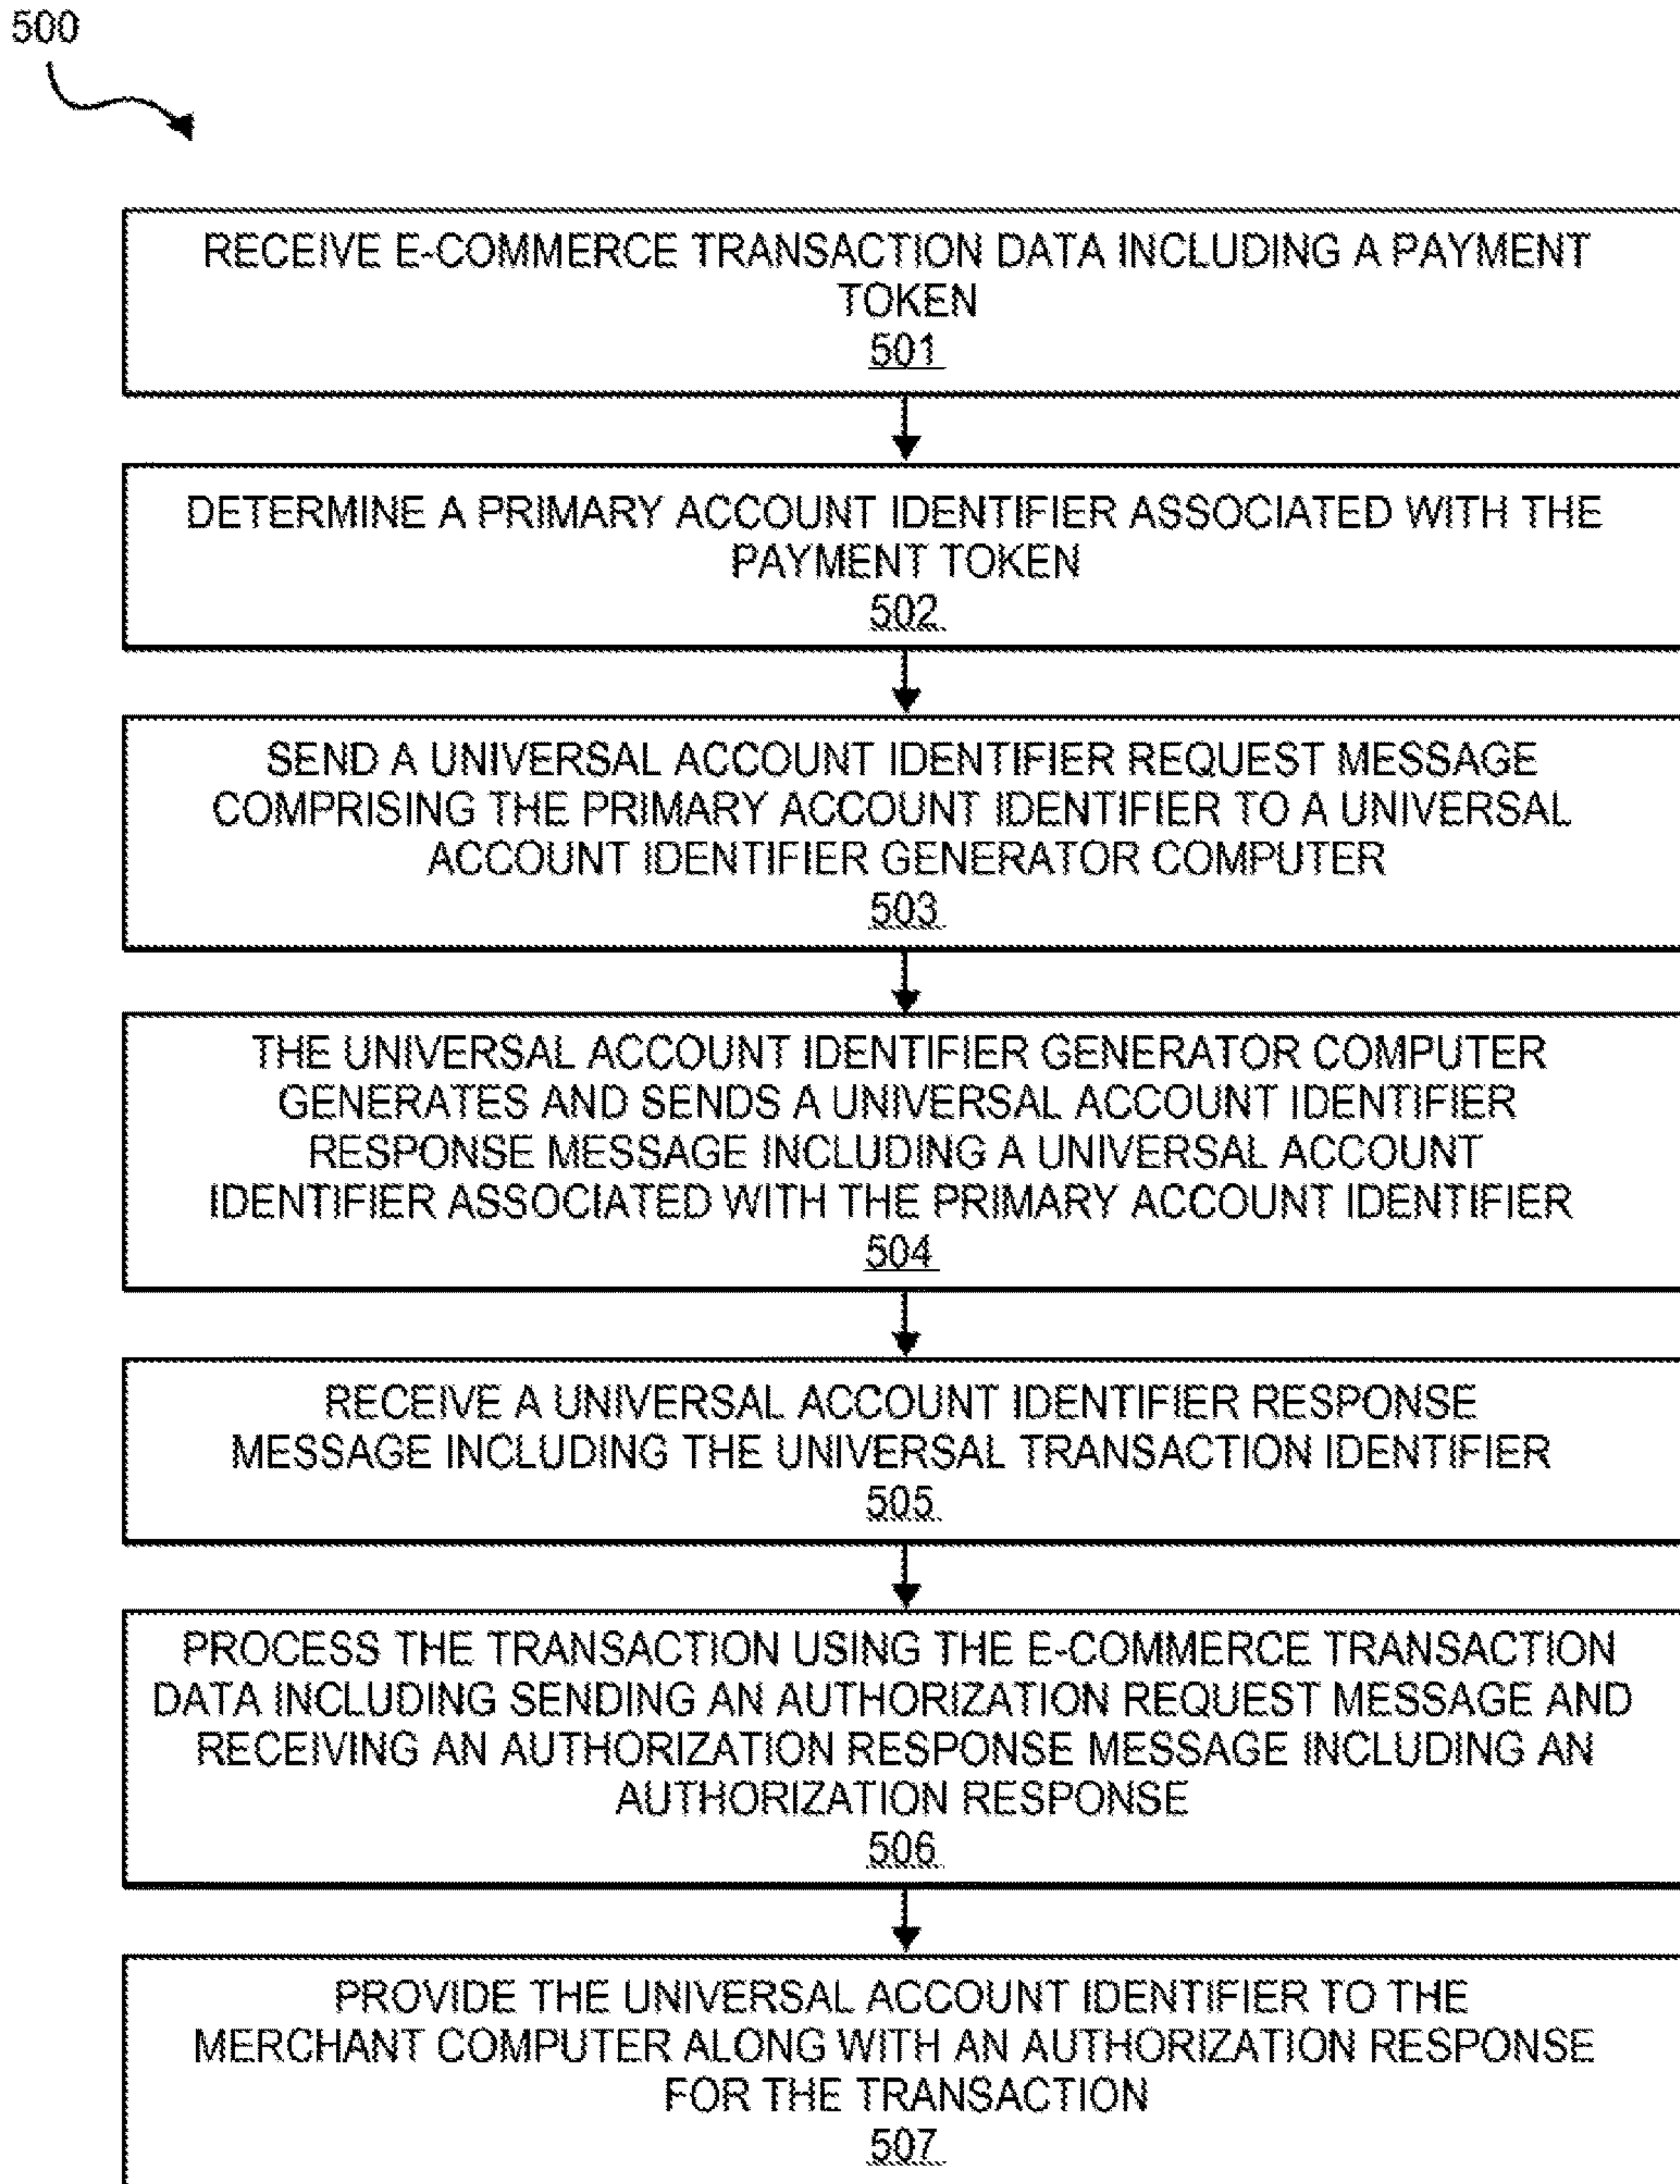 500
RECEIVE E-COMMERCE TRANSACTION DATA INCLUDING A PAYMENT
TOKEN
501
DETERMINE A PRIMARY ACCOUNT IDENTIFIER ASSOCIATED WITH THE
PAYMENT TOKEN
502
SEND A UNIVERSAL ACCOUNT IDENTIFIER REQUEST MESSAGE
COMPRISING THE PRIMARY ACCOUNT IDENTIFIER TO A UNIVERSAL
ACCOUNT IDENTIFIER GENERATOR COMPUTER
503
THE UNIVERSAL ACCOUNT IDENTIFIER GENERATOR COMPUTER
GENERATES AND SENDS A UNIVERSAL ACCOUNT IDENTIFIER
RESPONSE MESSAGE INCLUDING A UNIVERSAL ACCOUNT
IDENTIFIER ASSOCIATED WITH THE PRIMARY ACCOUNT IDENTIFIER
504
RECEIVE A UNIVERSAL ACCOUNT IDENTIFIER RESPONSE
MESSAGE INCLUDING THE UNIVERSAL TRANSACTION IDENTIFIER
505
PROCESS THE TRANSACTION USING THE E-COMMERCE TRANSACTION
DATA INCLUDING SENDING AN AUTHORIZATION REQUEST MESSAGE AND
RECEIVING AN AUTHORIZATION RESPONSE MESSAGE INCLUDING AN
AUTHORIZATION RESPONSE
506
PROVIDE THE UNIVERSAL ACCOUNT IDENTIFIER TO THE
MERCHANT COMPUTER ALONG WITH AN AUTHORIZATION RESPONSE
FOR THE TRANSACTION
507